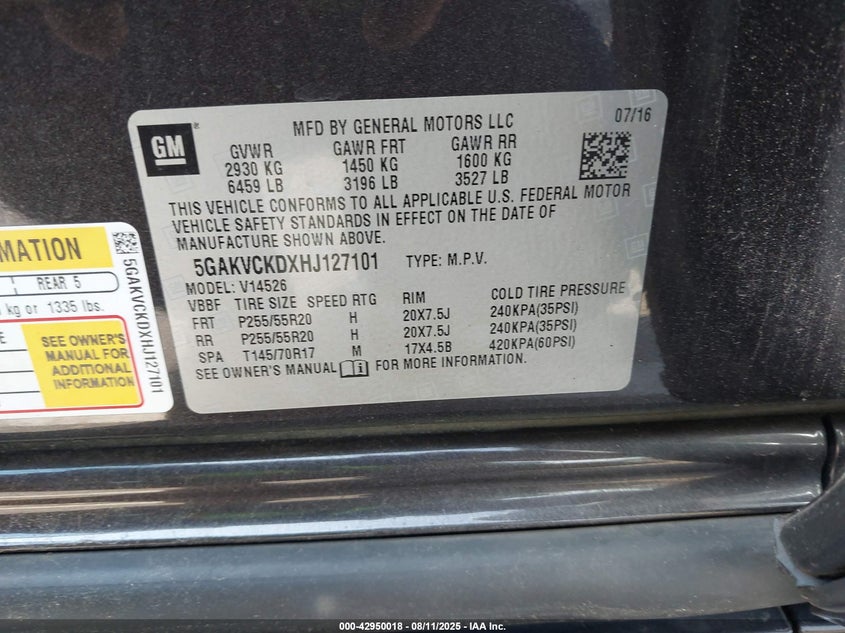 GM
®
MFD BY GENERAL MOTORS LLC
07/16
GVWR GAWR FRT GAWR RR
2930 KG 1450 KG 1600 KG
6459 LB 3196 LB 3527 LB
THIS VEHICLE CONFORMS TO ALL APPLICABLE U.S. FEDERAL MOTOR
VEHICLE SAFETY STANDARDS IN EFFECT ON THE DATE OF
MANUFACTURE SHOWN ABOVE.
5GAKVCKDXHJ127101 TYPE: M.P.V.
MODEL: V14526
VBBF TIRE SIZE SPEED RTG RIM COLD TIRE PRESSURE
FRT P255/55R20 H 20X7.5J 240KPA(35PSI)
RR P255/55R20 H 20X7.5J 240KPA(35PSI)
SPA T145/70R17 M 17X4.5B 420KPA(60PSI)
SEE OWNER'S MANUAL FOR MORE INFORMATION.
MATION
REAR 5
kg or 1335 lbs.
SEE OWNER'S
MANUAL FOR
ADDITIONAL
INFORMATION
5GAKVCKDXHJ127101
000-42950018 - 08/11/2025 - IAA Inc.